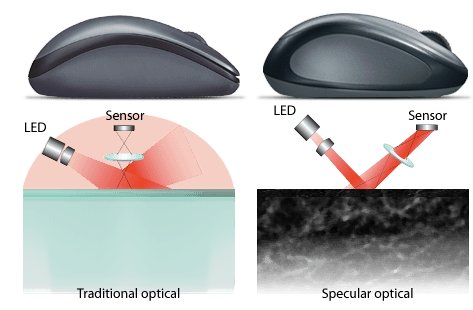 LED
Sensor
LED
Sensor
Traditional optical
Specular optical